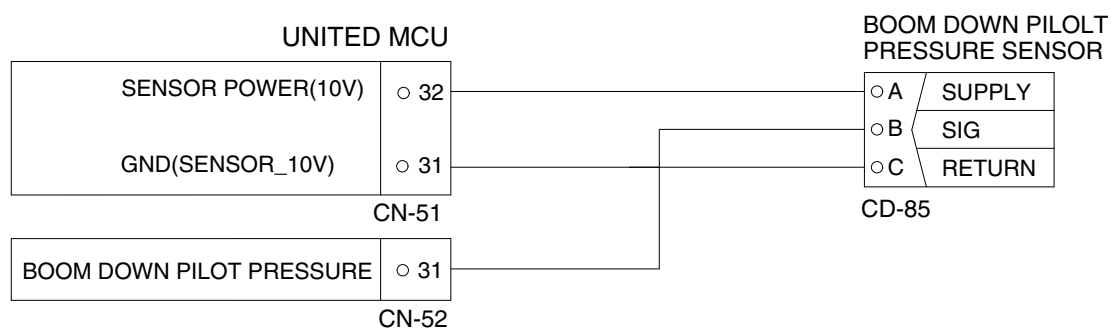 UNITED MCU
SENSOR POWER(10V)
32
GND(SENSOR_10V)
31
CN-51
BOOM DOWN PILOT PRESSURE
31
CN-52
BOOM DOWN PILOLT
PRESSURE SENSOR
A SUPPLY
B SIG
C RETURN
CD-85